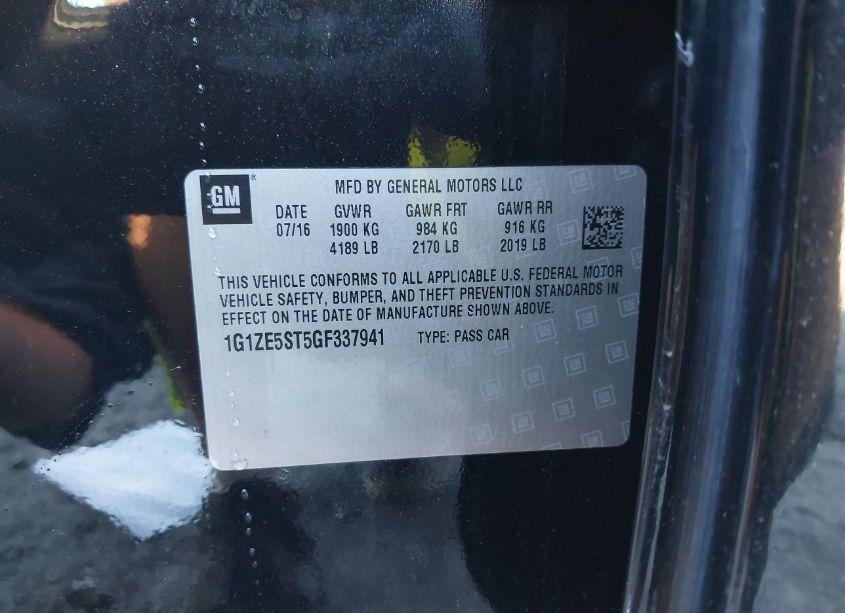 GM
MFD BY GENERAL MOTORS LLC
DATE GVWR GAWR FRT GAWR RR
07/16 1900 KG 984 KG 916 KG
4189 LB 2170 LB 2019 LB
THIS VEHICLE CONFORMS TO ALL APPLICABLE U.S. FEDERAL MOTOR
VEHICLE SAFETY, BUMPER, AND THEFT PREVENTION STANDARDS IN
EFFECT ON THE DATE OF MANUFACTURE SHOWN ABOVE.
1G1ZE5ST5GF337941 TYPE: PASS CAR